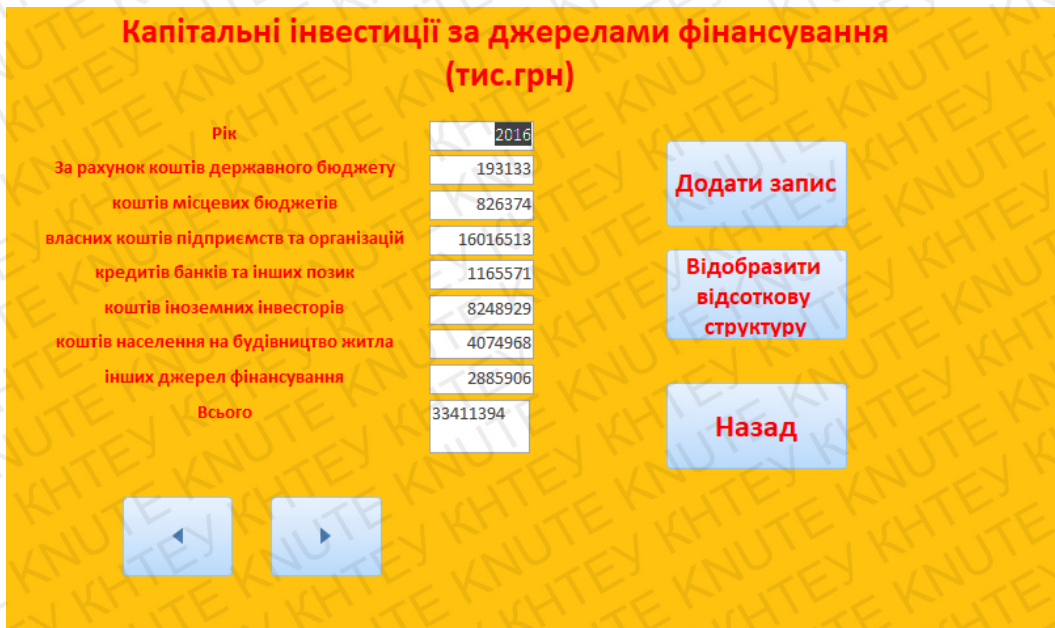 Капітальні інвестиції за джерелами фінансування
(тис.грн)
Рік 2016
За рахунок коштів державного бюджету 193133
коштів місцевих бюджетів 826374
власних коштів підприємств та організацій 16016513
кредитів банків та інших позик 1165571
коштів іноземних інвесторів 8248929
коштів населення на будівництво житла 4074968
інших джерел фінансування 2885906
Всього 33411394
Додати запис
Відобразити
відсоткову
структуру
Назад
KNUTE КНТЕУ